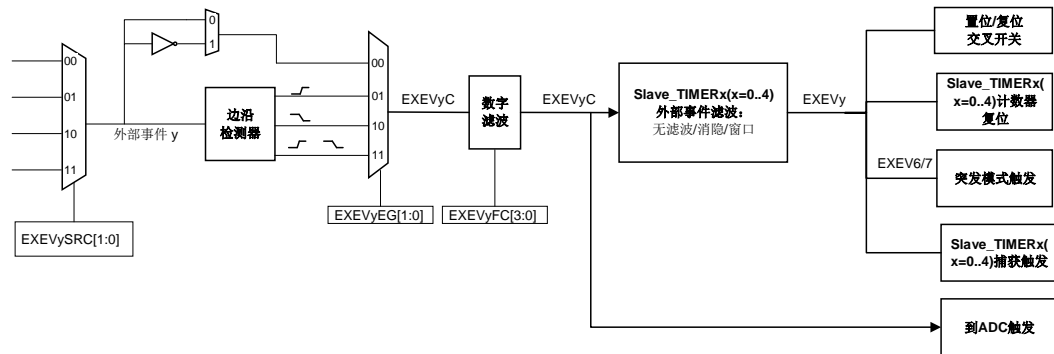 00
01
10
11
EXEVySRC[1:0]
外部事件 y
0
1
边沿
检测器
00
01
10
11
EXEVyEG[1:0]
EXEVyC
数字
滤波
EXEVyFC[3:0]
EXEVyC
Slave_TIMERx(x=0..4)
外部事件滤波:
无滤波/消隐/窗口
EXEVy
EXEV6/7
置位/复位
交叉开关
Slave_TIMERx(
x=0..4)计数器
复位
突发模式触发
Slave_TIMERx(
x=0..4)捕获触发
到ADC触发